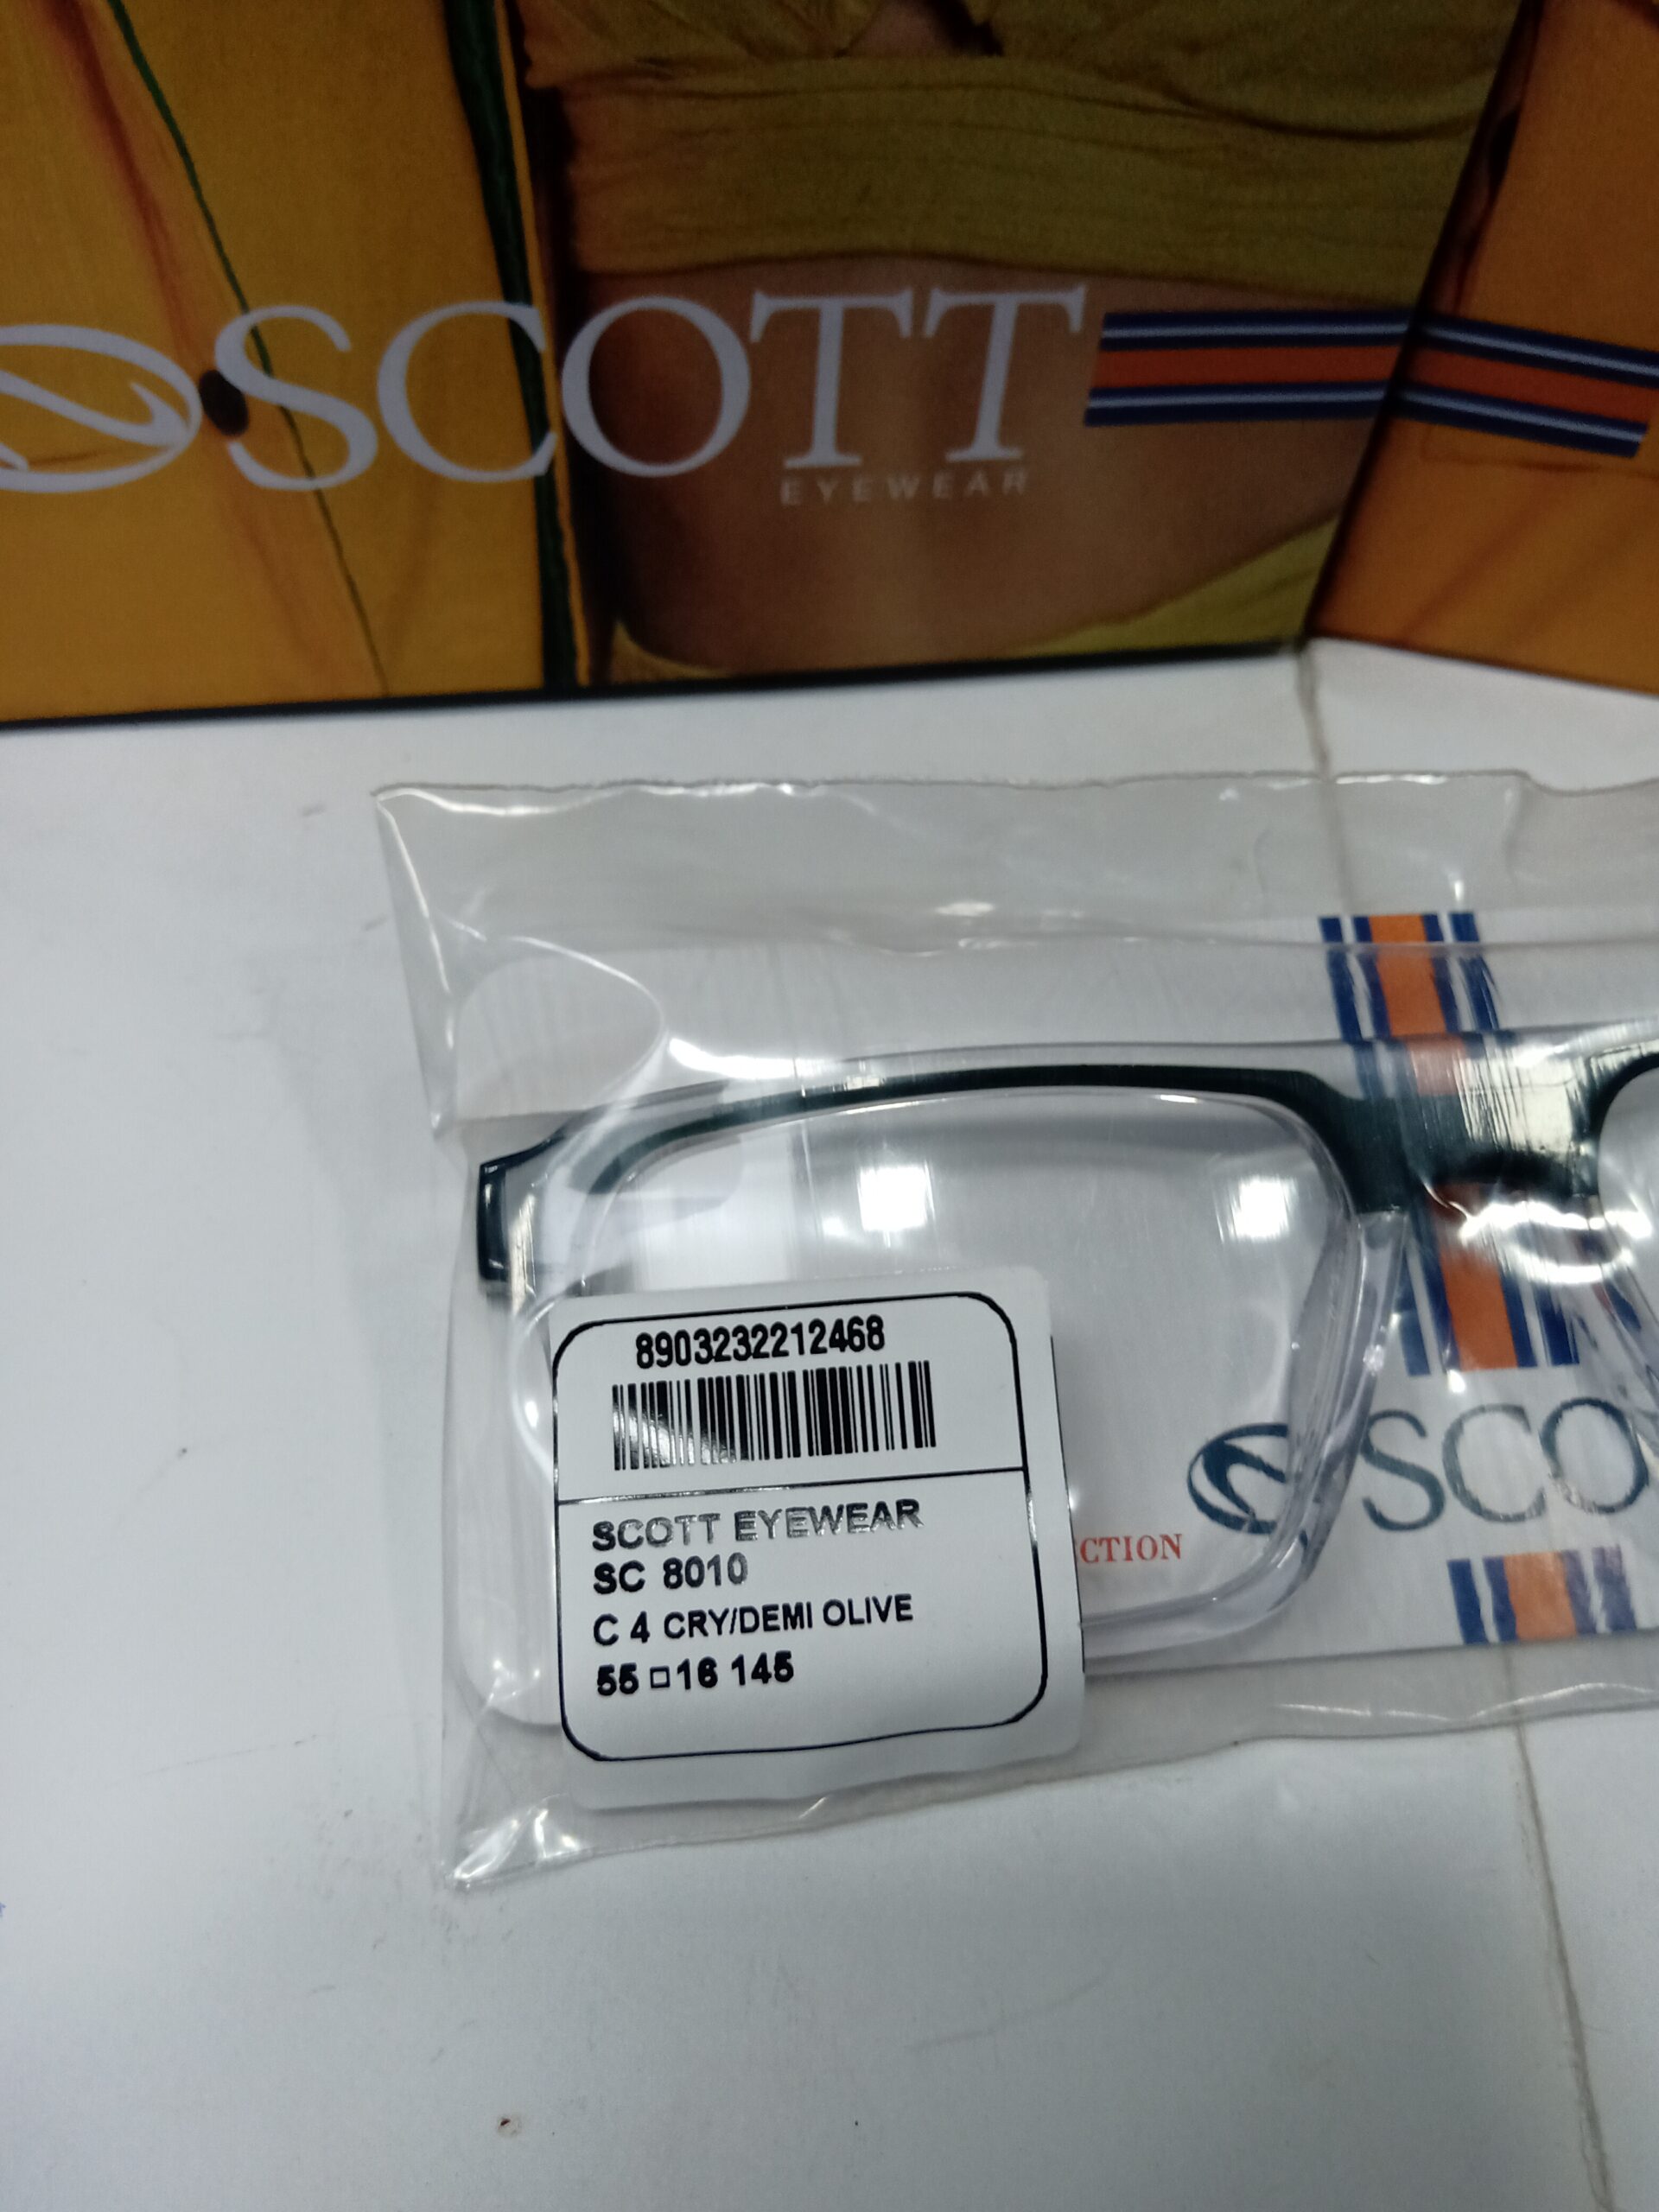 SCOTT
EYEWEAR
8903232212468
SCOTT EYEWEAR
SC 8010
C 4 CRY/DEMI OLIVE
55 □ 16 145
CTION
SCO